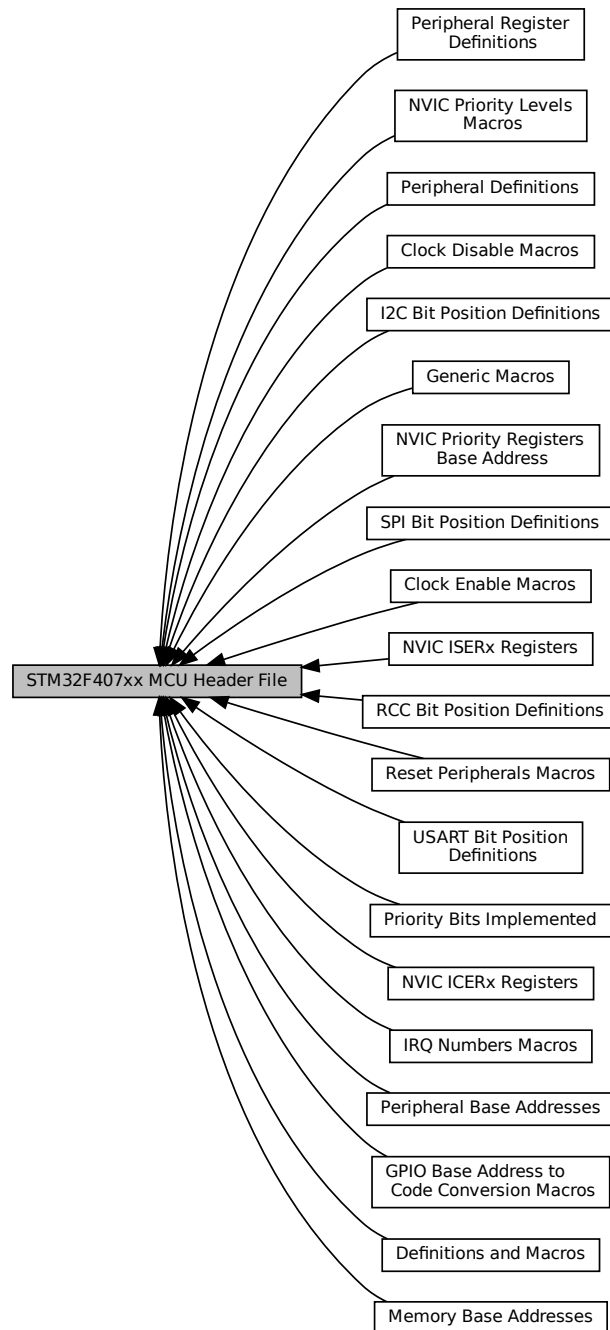 Peripheral Register
Definitions
NVIC Priority Levels
Macros
Peripheral Definitions
Clock Disable Macros
I2C Bit Position Definitions
Generic Macros
NVIC Priority Registers
Base Address
SPI Bit Position Definitions
Clock Enable Macros
NVIC ISERx Registers
STM32F407xx MCU Header File
RCC Bit Position Definitions
Reset Peripherals Macros
USART Bit Position
Definitions
Priority Bits Implemented
NVIC ICERx Registers
IRQ Numbers Macros
Peripheral Base Addresses
GPIO Base Address to
Code Conversion Macros
Definitions and Macros
Memory Base Addresses